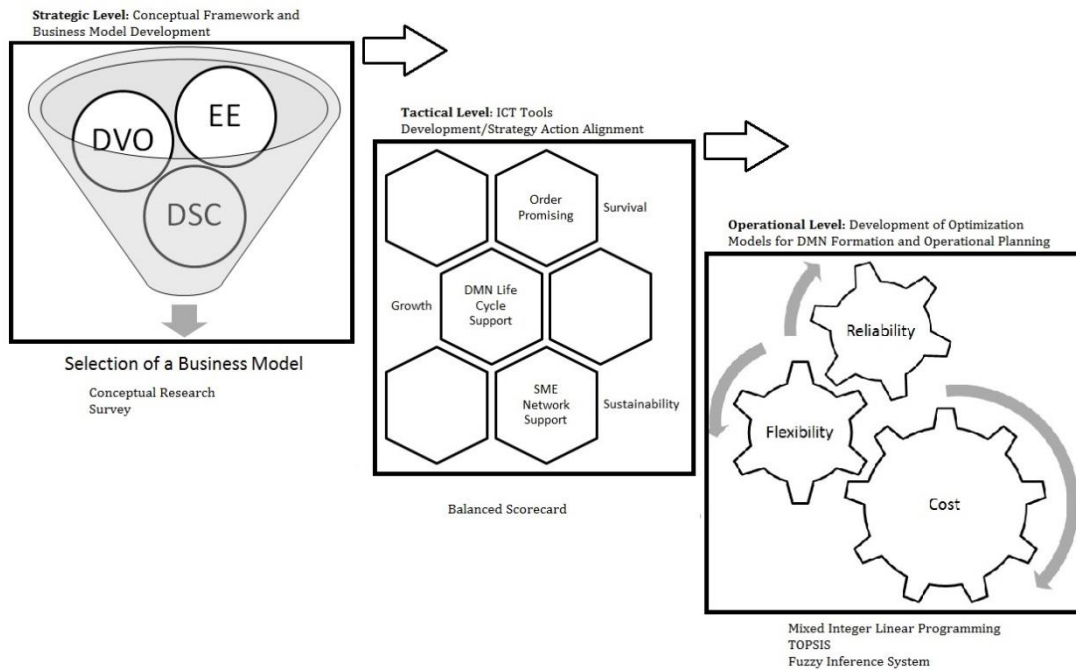 Strategic Level: Conceptual Framework and
Business Model Development
DVO
EE
DSC
Selection of a Business Model
Conceptual Research
Survey
Tactical Level: ICT Tools
Development/Strategy Action Alignment
Order
Promising
Survival
Growth
DMN Life
Cycle
Support
SME
Network
Support
Sustainability
Balanced Scorecard
Operational Level: Development of Optimization
Models for DMN Formation and Operational Planning
Reliability
Flexibility
Cost
Mixed Integer Linear Programming
TOPSIS
Fuzzy Inference System